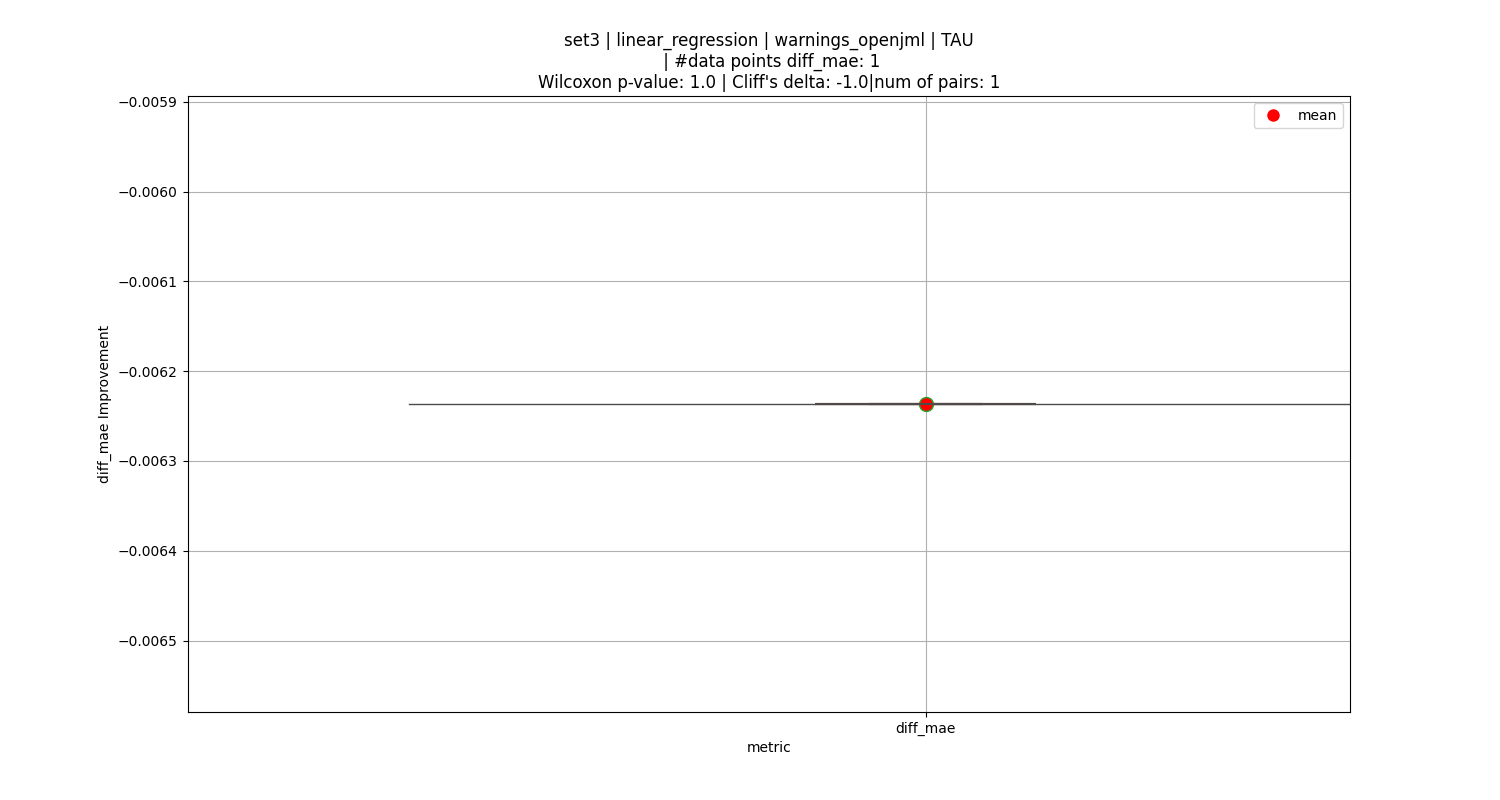 set3 | linear_regression | warnings_openjml | TAU
| #data points diff_mae: 1
Wilcoxon p-value: 1.0 | Cliff's delta: -1.0|num of pairs: 1
mean
−0.0059
−0.0060
−0.0061
−0.0062
−0.0063
−0.0064
−0.0065
diff_mae Improvement
diff_mae
metric